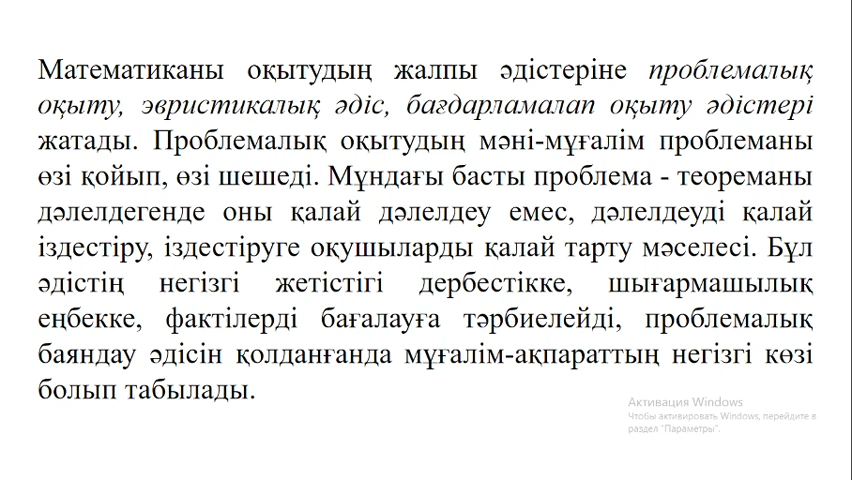 Математиканы оқытудың жалпы әдістеріне проблемалық
оқыту, эвристикалық әдіс, бағдарламалап оқыту әдістері
жатады. Проблемалық оқытудың мәні-мұғалім проблеманы
өзі қойып, өзі шешеді. Мұндағы басты проблема - теореманы
дәлелдегенде оны қалай дәлелдеу емес, дәлелдеуді қалай
іздестіру, іздестіруге оқушыларды қалай тарту мәселесі. Бұл
әдістің негізгі жетістігі дербестікке, шығармашылық
еңбекке, фактілерді бағалауға тәрбиелейді, проблемалық
баяндау әдісін қолданғанда мұғалім-ақпараттың негізгі көзі
болып табылады.
Активация Windows
Чтобы активировать Windows, перейдите в
раздел "Параметры".